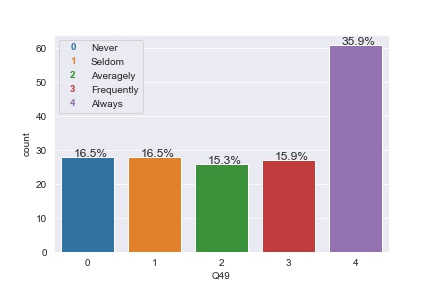 0 Never
1 Seldom
2 Averagely
3 Frequently
4 Always
16.5%
16.5%
15.3%
15.9%
35.9%
60
50
40
30
20
10
0
count
0 1 2 3 4
Q49